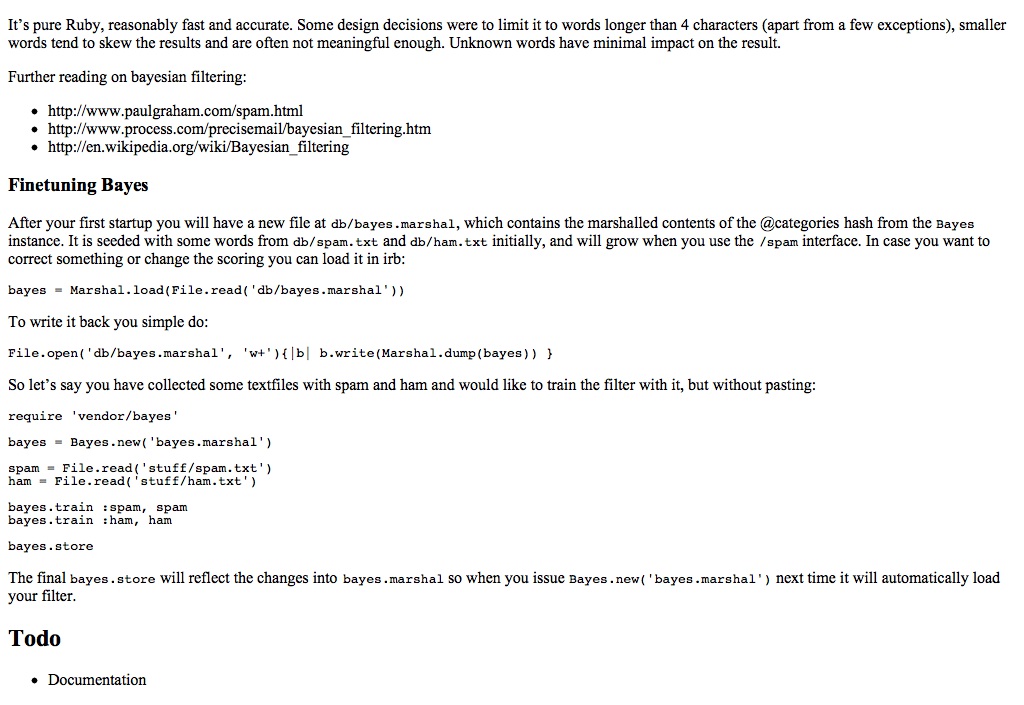 It’s pure Ruby, reasonably fast and accurate. Some design decisions were to limit it to words longer than 4 characters (apart from a few exceptions), smaller
words tend to skew the results and are often not meaningful enough. Unknown words have minimal impact on the result.
Further reading on bayesian filtering:
• http://www.paulgraham.com/spam.html
• http://www.process.com/precisemail/bayesian_filtering.htm
• http://en.wikipedia.org/wiki/Bayesian_filtering
Finetuning Bayes
After your first startup you will have a new file at db/bayes.marshal, which contains the marshalled contents of the @categories hash from the Bayes
instance. It is seeded with some words from db/spam.txt and db/ham.txt initially, and will grow when you use the /spam interface. In case you want to
correct something or change the scoring you can load it in irb:
bayes = Marshal.load(File.read('db/bayes.marshal'))
To write it back you simple do:
File.open('db/bayes.marshal', 'w+'){|b| b.write(Marshal.dump(bayes)) }
So let’s say you have collected some textfiles with spam and ham and would like to train the filter with it, but without pasting:
require 'vendor/bayes'
bayes = Bayes.new('bayes.marshal')
spam = File.read('stuff/spam.txt')
ham = File.read('stuff/ham.txt')
bayes.train :spam, spam
bayes.train :ham, ham
bayes.store
The final bayes.store will reflect the changes into bayes.marshal so when you issue Bayes.new('bayes.marshal') next time it will automatically load
your filter.
Todo
• Documentation